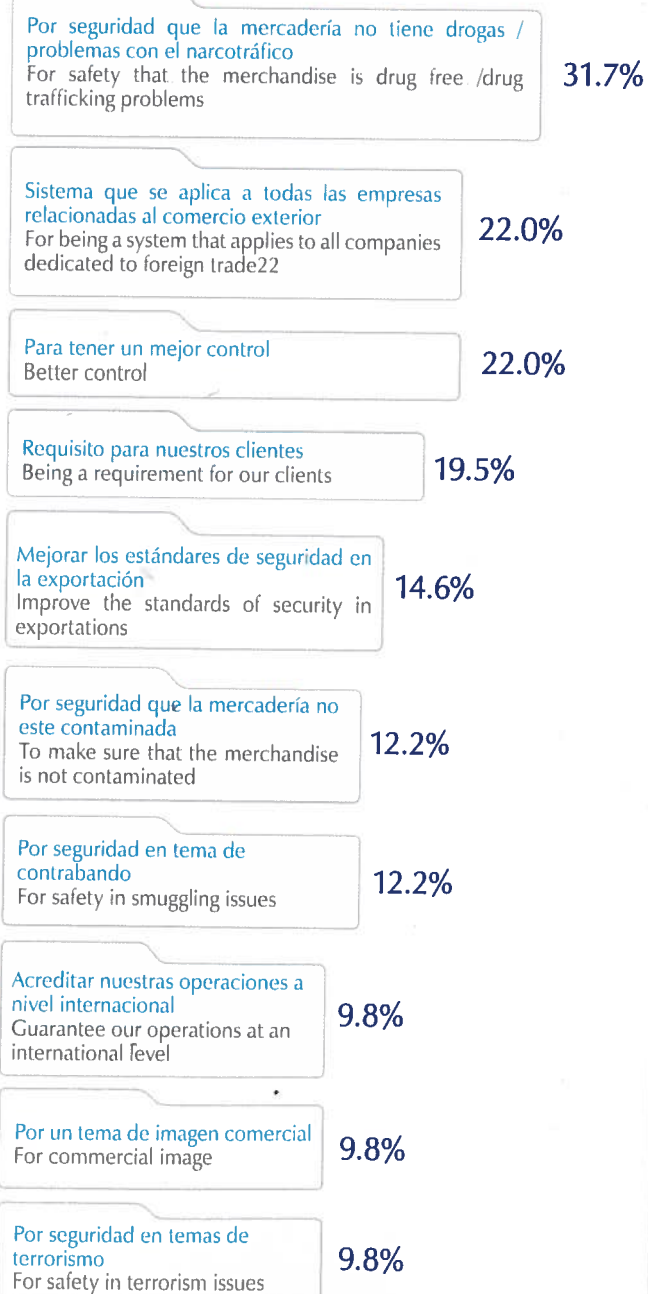 Por seguridad que la mercadería no tiene drogas /
problemas con el narcotráfico
For safety that the merchandise is drug free /drug
trafficking problems
31.7%
Sistema que se aplica a todas las empresas
relacionadas al comercio exterior
For being a system that applies to all companies
dedicated to foreign trade22
22.0%
Para tener un mejor control
Better control
22.0%
Requisito para nuestros clientes
Being a requirement for our clients
19.5%
Mejorar los estándares de seguridad en
la exportación
Improve the standards of security in
exportations
14.6%
Por seguridad que la mercadería no
este contaminada
To make sure that the merchandise
is not contaminated
12.2%
Por seguridad en tema de
contrabando
For safety in smuggling issues
12.2%
Acreditar nuestras operaciones a
nivel internacional
Guarantee our operations at an
international level
9.8%
Por un tema de imagen comercial
For commercial image
9.8%
Por seguridad en temas de
terrorismo
For safety in terrorism issues
9.8%